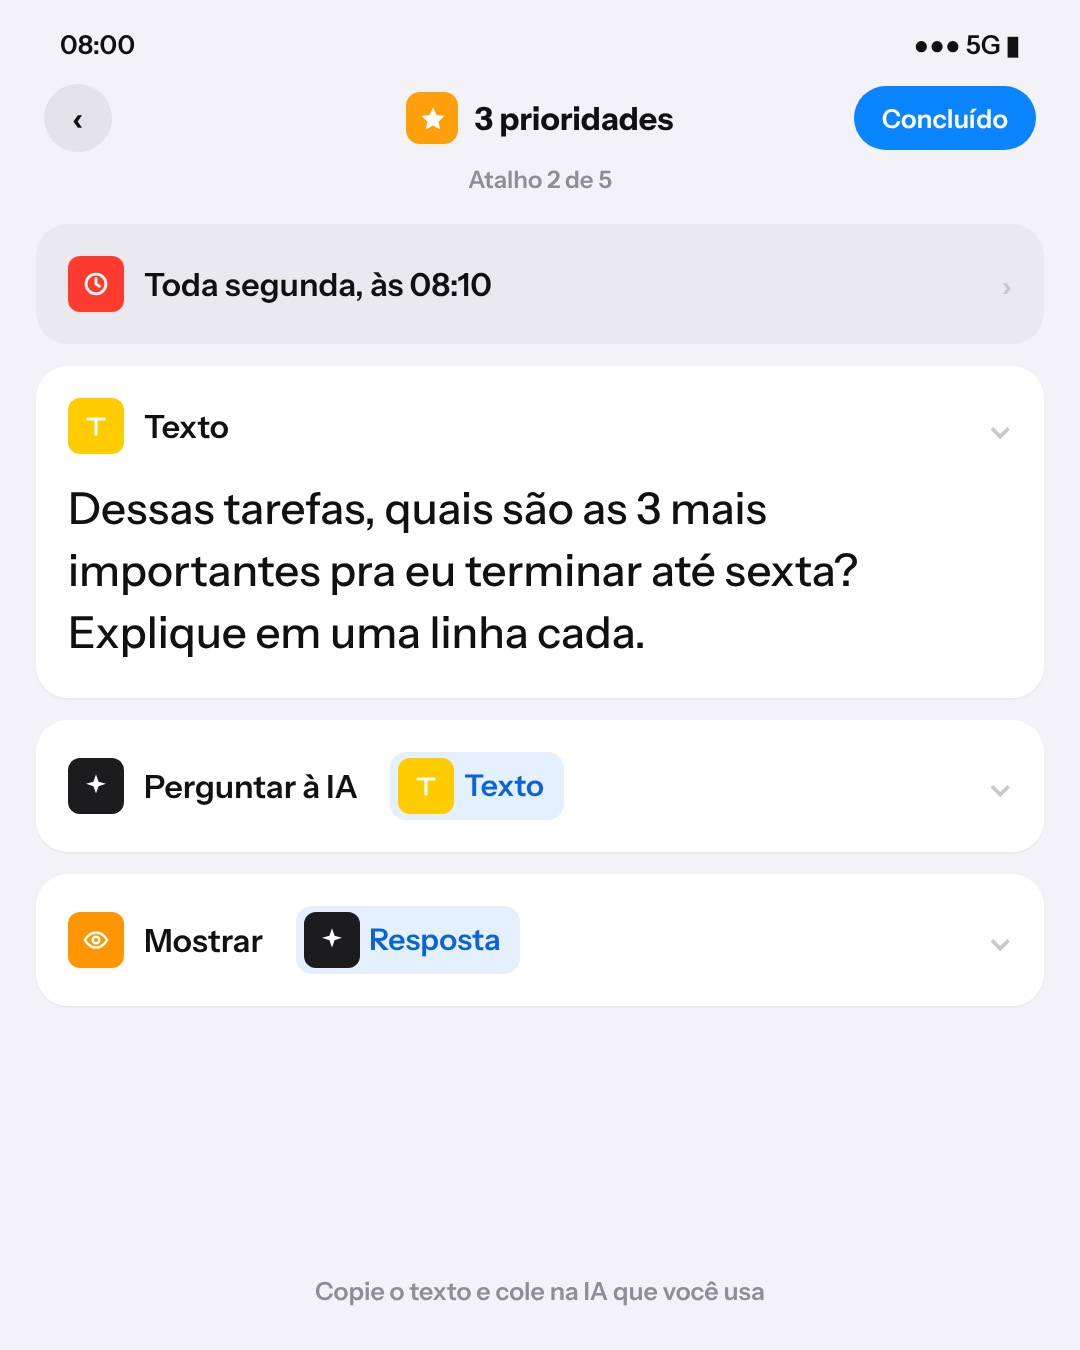 08:00
5G
3 prioridades
Concluído
Atalho 2 de 5
Toda segunda, às 08:10
Texto
Dessas tarefas, quais são as 3 mais
importantes pra eu terminar até sexta?
Explique em uma linha cada.
Perguntar à IA Texto
Mostrar Resposta
Copie o texto e cole na IA que você usa